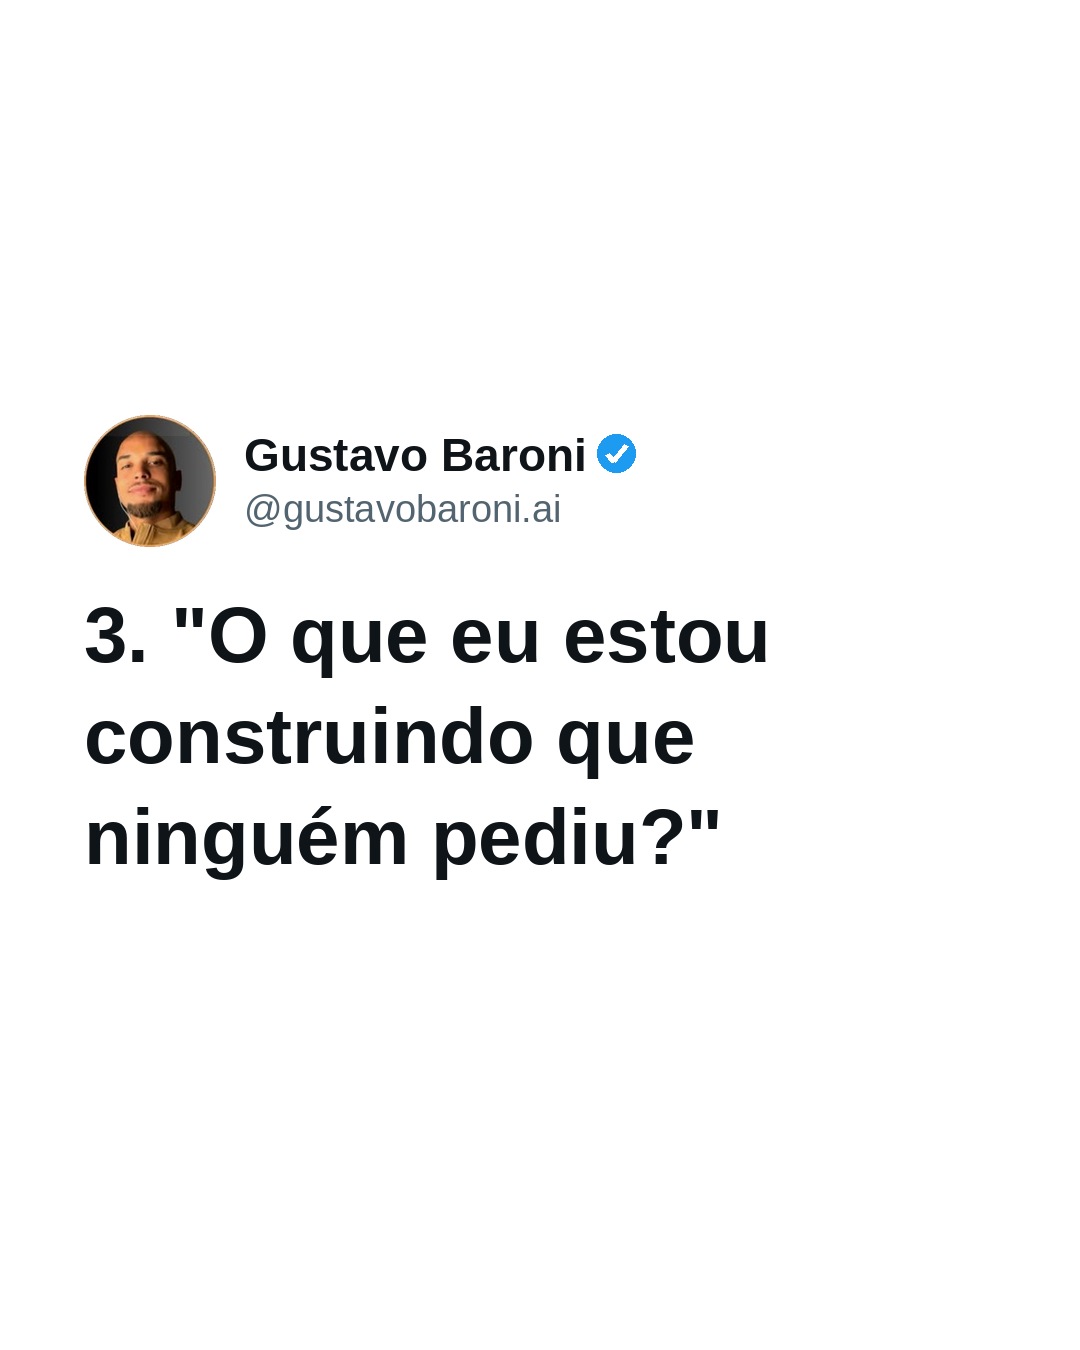 Gustavo Baroni
@gustavobaroni.ai
3. "O que eu estou
construindo que
ninguém pediu?"